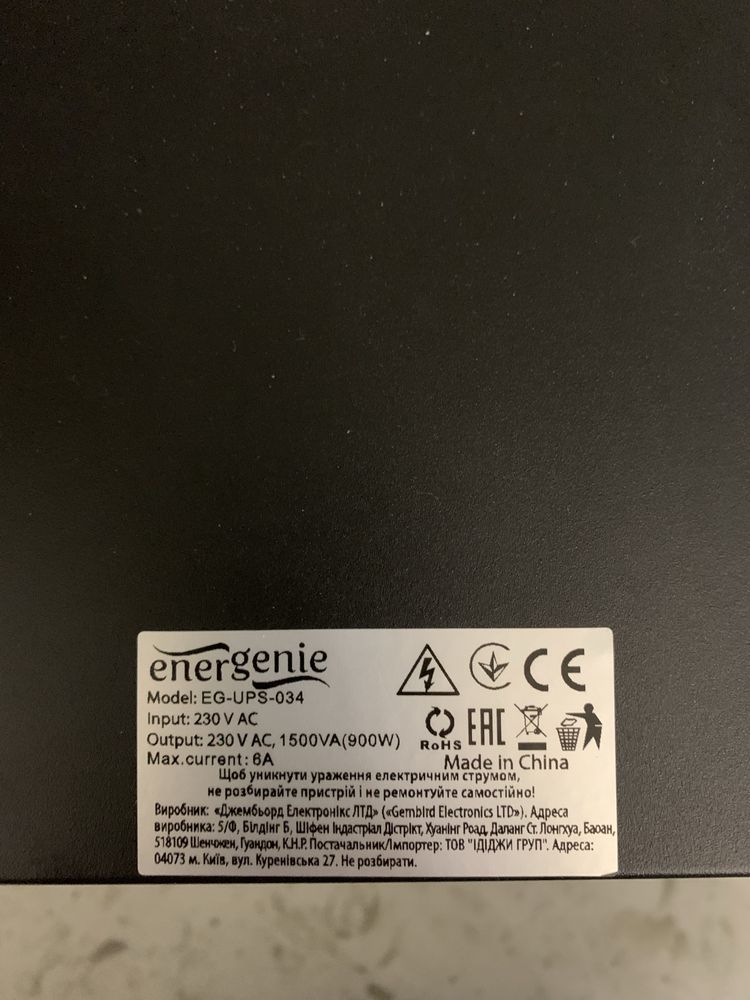 energenie
Model: EG-UPS-034
Input: 230 V AC
Output: 230 V AC, 1500VA(900W)
Max.current: 6A
CE
RoHS
EAC
Made in China
Щоб уникнути ураження електричним струмом,
не розбирайте пристрій і не ремонтуйте самостійно!
Виробник: «Джембьорд Електронікс ЛТД» («Gembird Electronics LTD»). Адреса
виробника: 5/Ф, Білдінг Б, Шіфен Індастріал Дістрікт, Хуанінг Роад, Даланг Ст. Лонгхуа, Баоан,
518109 Шенчжен, Гуандон, К.Н.Р. Постачальник/Імпортер: ТОВ "ІДІДЖИ ГРУП". Адреса:
04073 м. Київ, вул. Куренівська 27. Не розбирати.